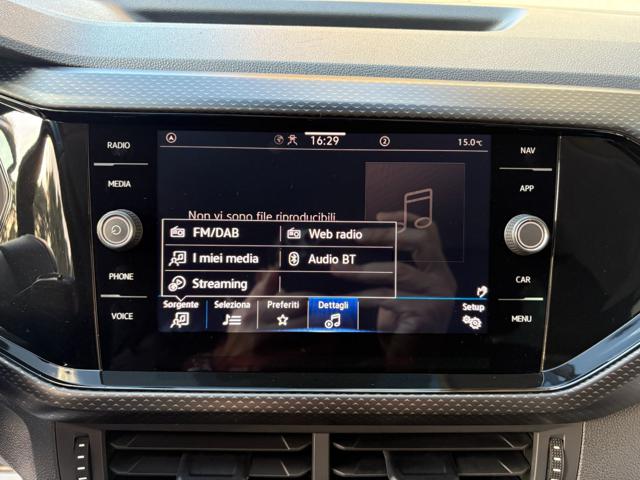 RADIO
MEDIA
PHONE
VOICE
16:29
2
15.0°C
Non vi sono file riproducibili.
FM/DAB
Web radio
I miei media
Audio BT
Streaming
Sorgente
Seleziona
Preferiti
Dettagli
Setup
NAV
APP
CAR
MENU